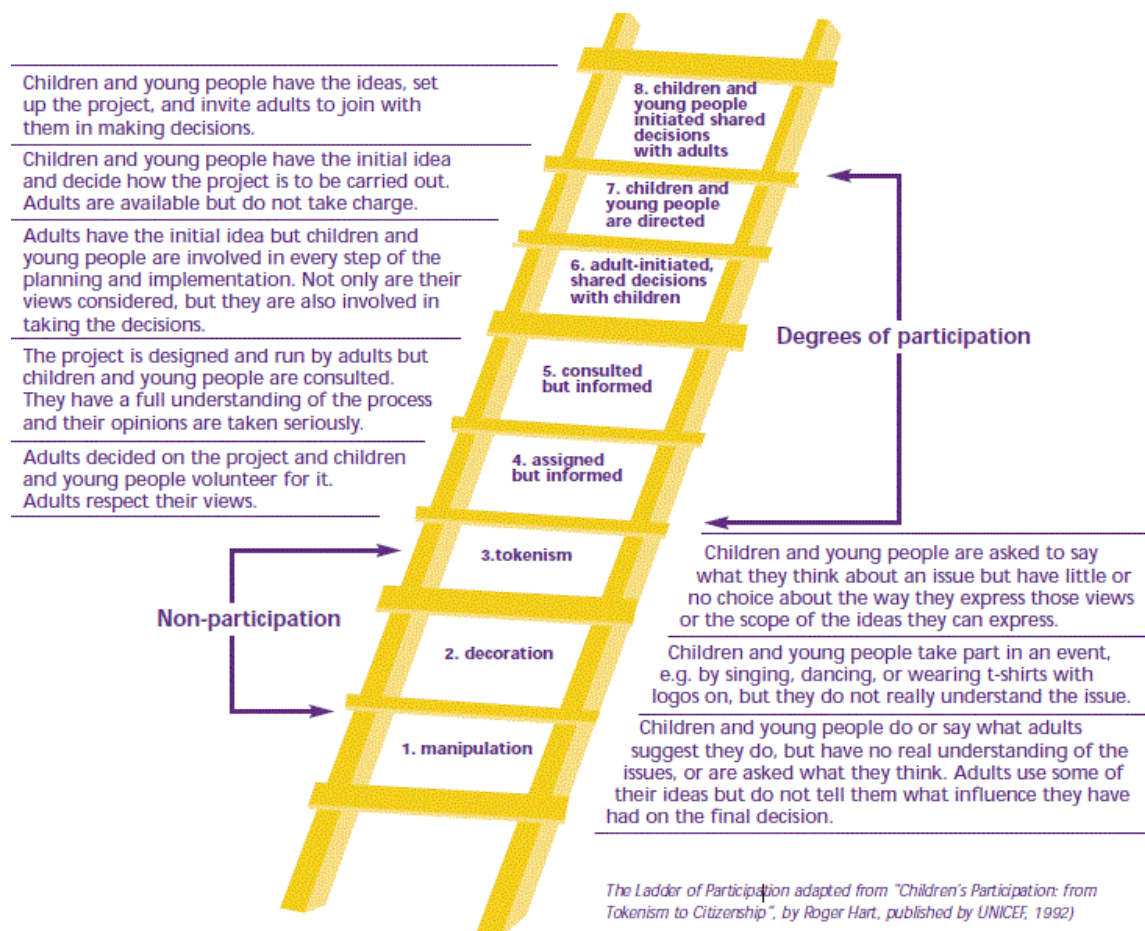 Children and young people have the ideas, set
up the project, and invite adults to join with
them in making decisions.
Children and young people have the initial idea
and decide how the project is to be carried out.
Adults are available but do not take charge.
Adults have the initial idea but children and
young people are involved in every step of the
planning and implementation. Not only are their
views considered, but they are also involved in
taking the decisions.
The project is designed and run by adults but
children and young people are consulted.
They have a full understanding of the process
and their opinions are taken seriously.
Adults decided on the project and children
and young people volunteer for it.
Adults respect their views.
8. children and
young people
initiated shared
decisions
with adults
7. children and
young people
are directed
6. adult-initiated,
shared decisions
with children
5. consulted
but informed
4. assigned
but informed
3.tokenism
2. decoration
1. manipulation
Degrees of participation
Non-participation
Children and young people are asked to say
what they think about an issue but have little or
no choice about the way they express those views
or the scope of the ideas they can express.
Children and young people take part in an event,
e.g. by singing, dancing, or wearing t-shirts with
logos on, but they do not really understand the issue.
Children and young people do or say what adults
suggest they do, but have no real understanding of the
issues, or are asked what they think. Adults use some of
their ideas but do not tell them what influence they have
had on the final decision.
The Ladder of Participation adapted from "Children's Participation: from
Tokenism to Citizenship", by Roger Hart, published by UNICEF, 1992)